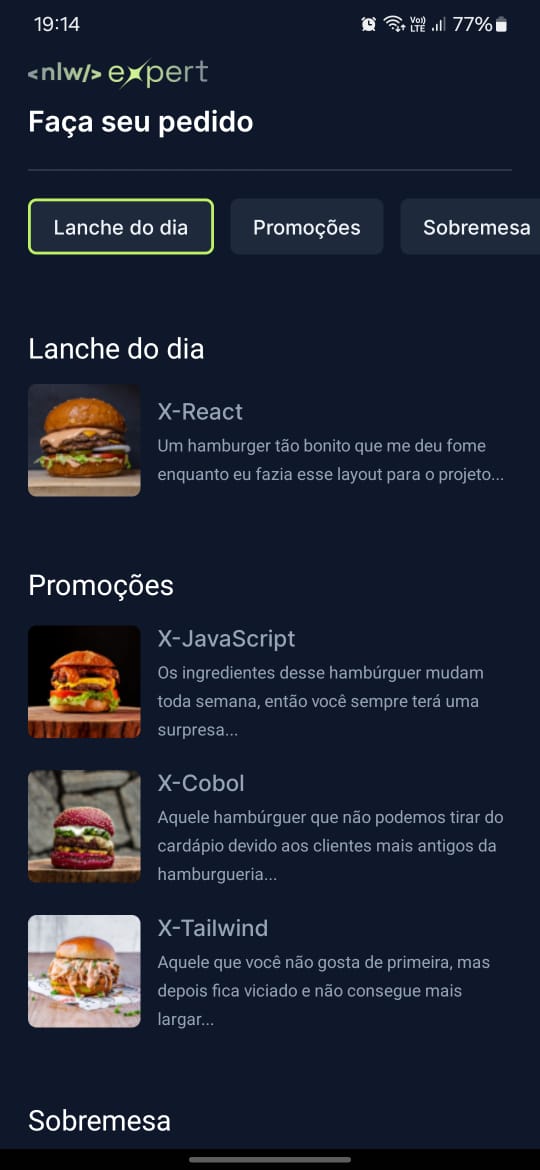 19:14
Vo))
LTE
77%
<nlw/> expert
Faça seu pedido
Lanche do dia
Promoções
Sobremesa
Lanche do dia
X-React
Um hamburger tão bonito que me deu fome
enquanto eu fazia esse layout para o projeto...
Promoções
X-JavaScript
Os ingredientes desse hambúrguer mudam
toda semana, então você sempre terá uma
surpresa...
X-Cobol
Aquele hambúrguer que não podemos tirar do
cardápio devido aos clientes mais antigos da
hamburgueria...
X-Tailwind
Aquele que você não gosta de primeira, mas
depois fica viciado e não consegue mais
largar...
Sobremesa